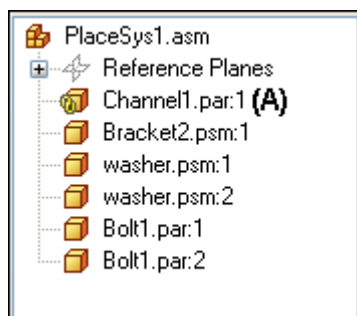 PlaceSys1.asm
Reference Planes
Channel1.par:1 (A)
Bracket2.psm:1
washer.psm:1
washer.psm:2
Bolt1.par:1
Bolt1.par:2